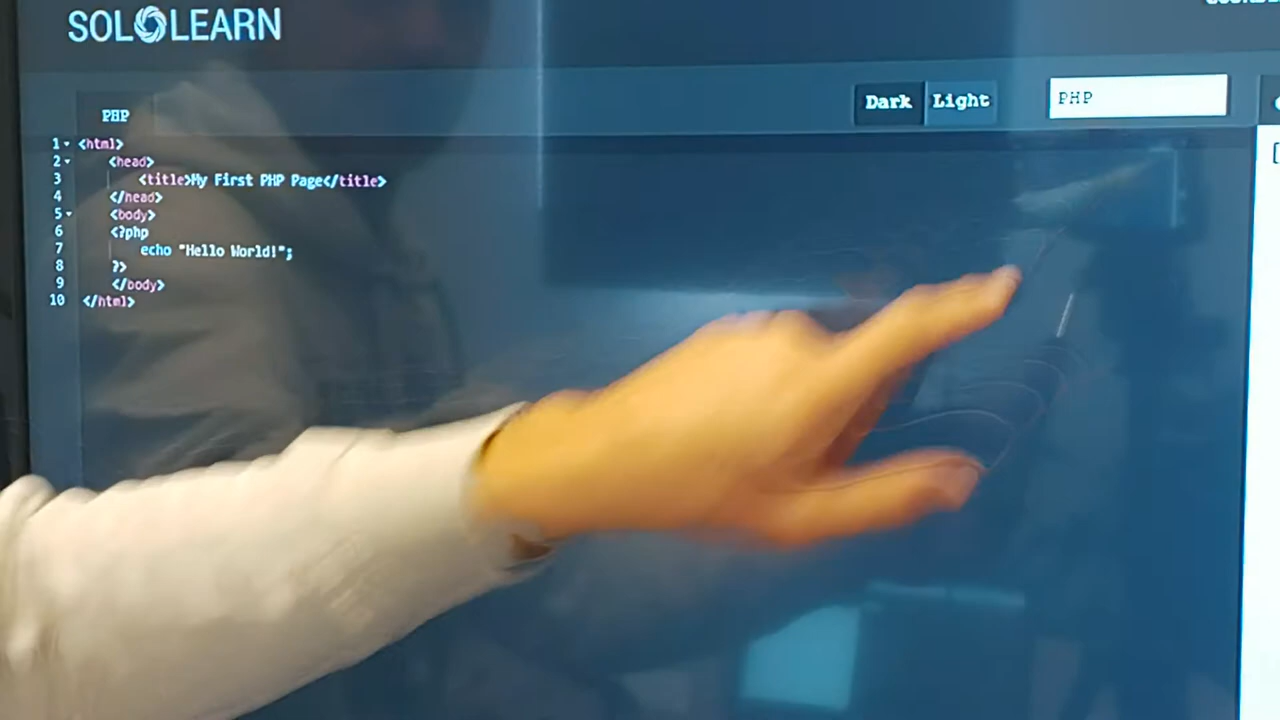 SOLOLEARN
Dark Light PHP
PHP
1 <html>
2 <head>
3 <title>My First PHP Page</title>
4 </head>
5 <body>
6 <?php
7 echo "Hello World!";
8 ?>
9 </body>
10 </html>